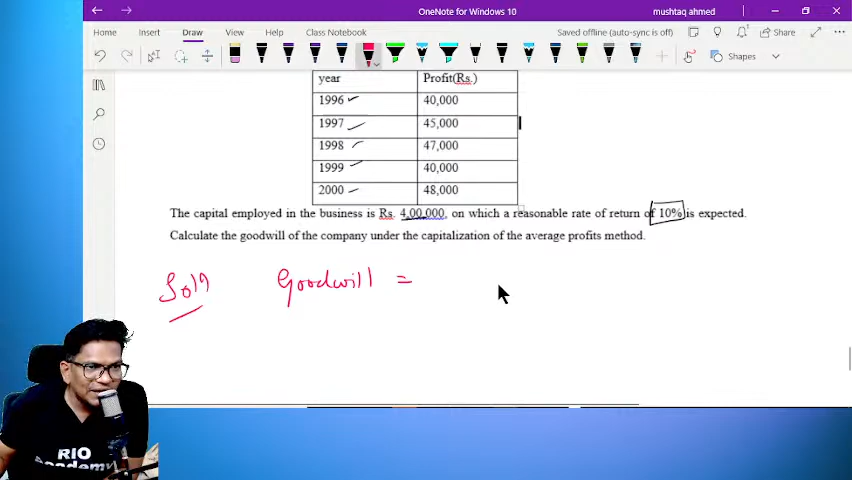 OneNote for Windows 10
mushtaq ahmed
Home Insert Draw View Help Class Notebook
Saved offline (auto-sync is off)
Share
Shapes
year Profit(Rs.)
1996 40,000
1997 45,000
1998 47,000
1999 40,000
2000 48,000
The capital employed in the business is Rs. 4,00,000, on which a reasonable rate of return of 10% is expected.
Calculate the goodwill of the company under the capitalization of the average profits method.
Soln Goodwill =
RIO
Academy